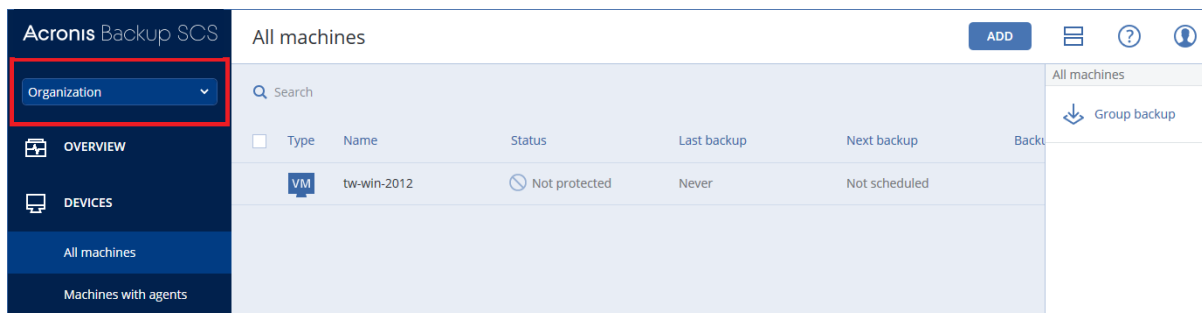 Acronis Backup SCS
All machines
ADD
Organization
Search
All machines
Group backup
OVERVIEW
Type Name Status Last backup Next backup
VM tw-win-2012 Not protected Never Not scheduled
DEVICES
All machines
Machines with agents